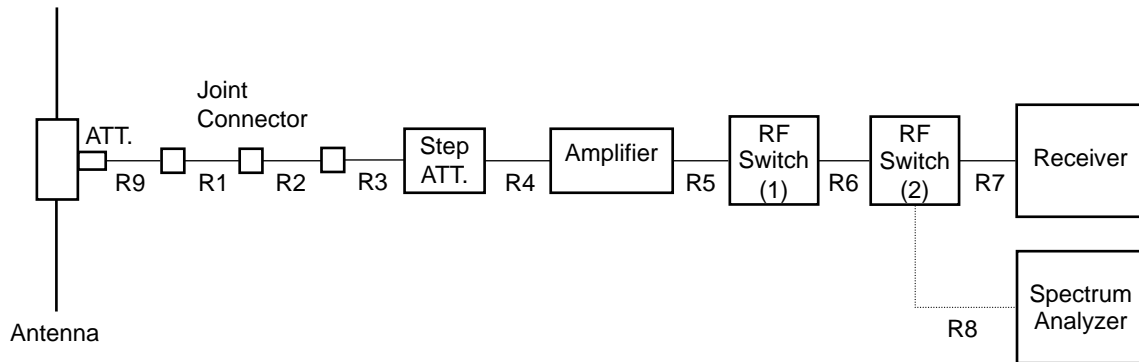 Joint
Connector
ATT.
R9
R1
R2
R3
Step
ATT.
R4
Amplifier
R5
RF
Switch
(1)
R6
RF
Switch
(2)
R7
Receiver
R8
Spectrum
Analyzer
Antenna